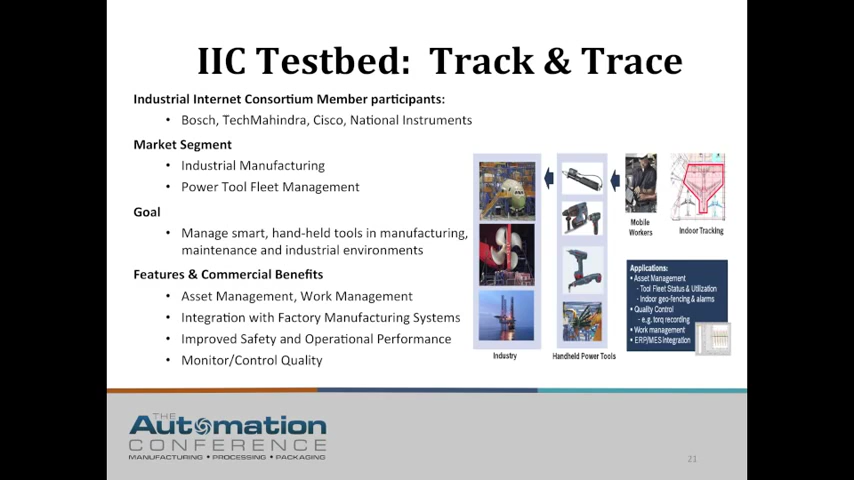 IIC Testbed: Track & Trace
Industrial Internet Consortium Member participants:
• Bosch, TechMahindra, Cisco, National Instruments
Market Segment
• Industrial Manufacturing
• Power Tool Fleet Management
Goal
• Manage smart, hand-held tools in manufacturing,
maintenance and industrial environments
Features & Commercial Benefits
• Asset Management, Work Management
• Integration with Factory Manufacturing Systems
• Improved Safety and Operational Performance
• Monitor/Control Quality
Industry
Handheld Power Tools
Mobile
Workers
Indoor Tracking
Applications:
• Asset Management
- Tool Fleet Status & Utilization
- Indoor geo-fencing & alarms
• Quality Control
- e.g. torq recording
• Work management
• ERP/MES Integration
THE
Automation
CONFERENCE
MANUFACTURING • PROCESSING • PACKAGING
21